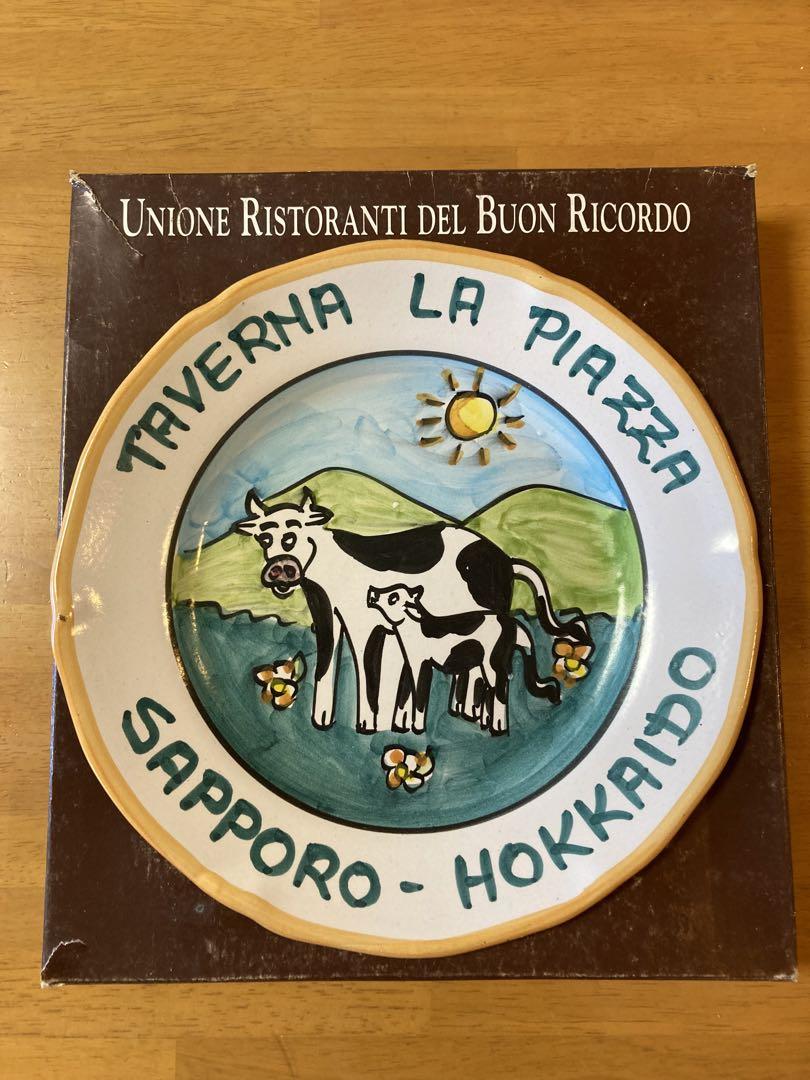 UNIONE RISTORANTI DEL BUON RICORDO
TAVERNA LA PIAZZA
SAPPORO - HOKKAIDO